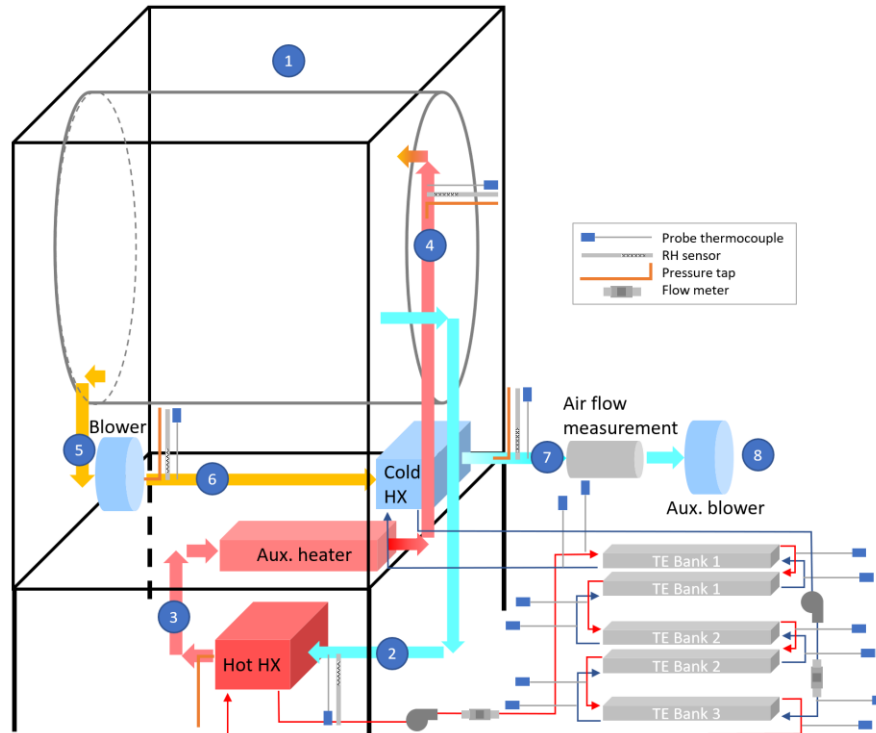 1
Probe thermocouple
RH sensor
Pressure tap
Flow meter
4
Blower
5
6
Cold
HX
Air flow
measurement
7
8
Aux. blower
Aux. heater
3
Hot HX
2
TE Bank 1
TE Bank 1
TE Bank 2
TE Bank 2
TE Bank 3